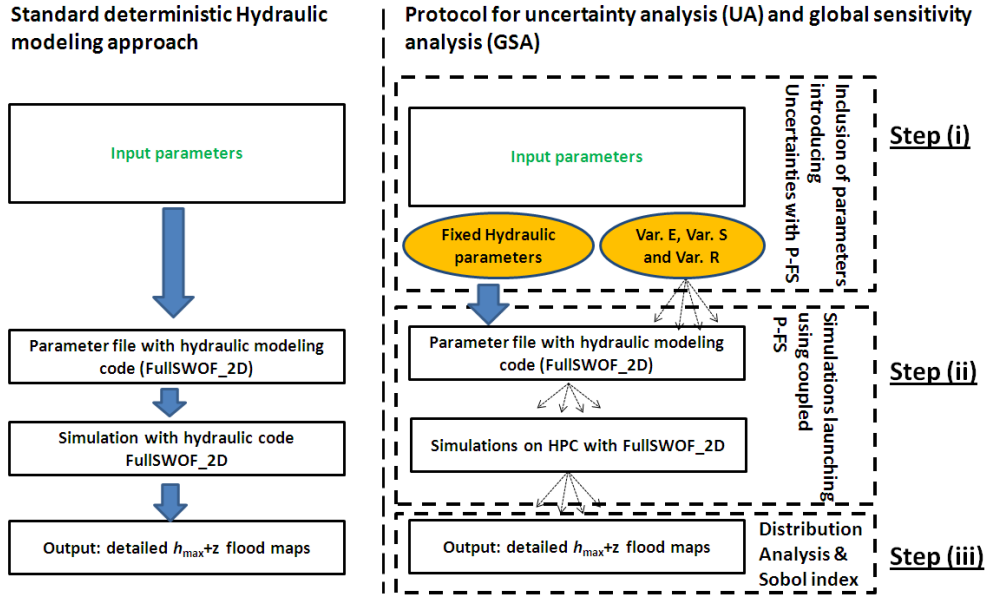 Standard deterministic Hydraulic
modeling approach
Input parameters
Parameter file with hydraulic modeling
code (FullSWOF_2D)
Simulation with hydraulic code
FullSWOF_2D
Output: detailed hmax+z flood maps
Protocol for uncertainty analysis (UA) and global sensitivity
analysis (GSA)
Input parameters
Fixed Hydraulic
parameters
Var. E, Var. S
and Var. R
Inclusion of parameters
introducing
Uncertainties with P-FS
Step (i)
Parameter file with hydraulic modeling
code (FullSWOF_2D)
Simulations on HPC with FullSWOF_2D
Simulations launching
using coupled
P-FS
Step (ii)
Output: detailed hmax+z flood maps
Distribution
Analysis &
Sobol index
Step (iii)